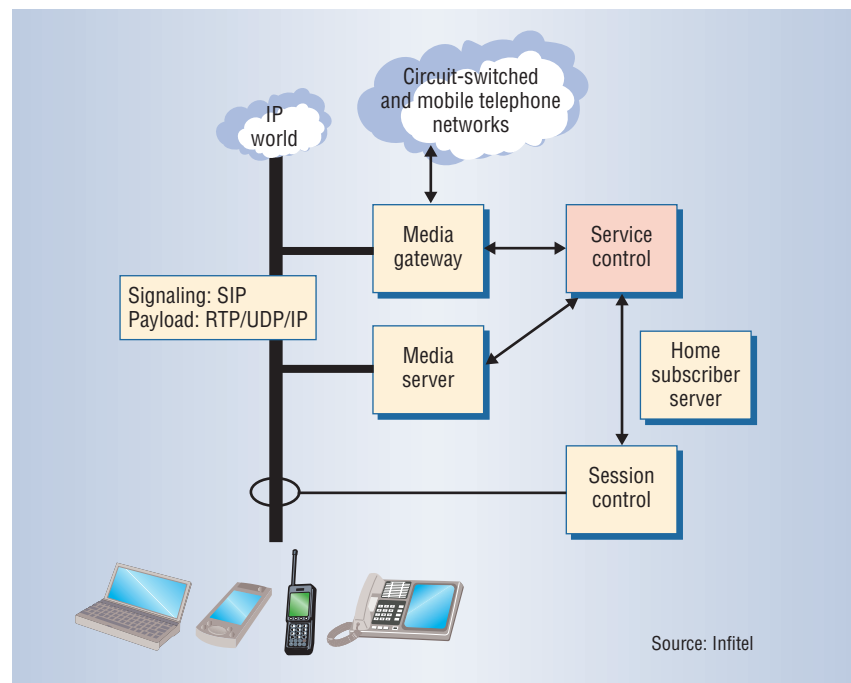 Circuit-switched
and mobile telephone
networks
IP
world
Media
gateway
Service
control
Signaling: SIP
Payload: RTP/UDP/IP
Media
server
Home
subscriber
server
Session
control
Source: Infitel